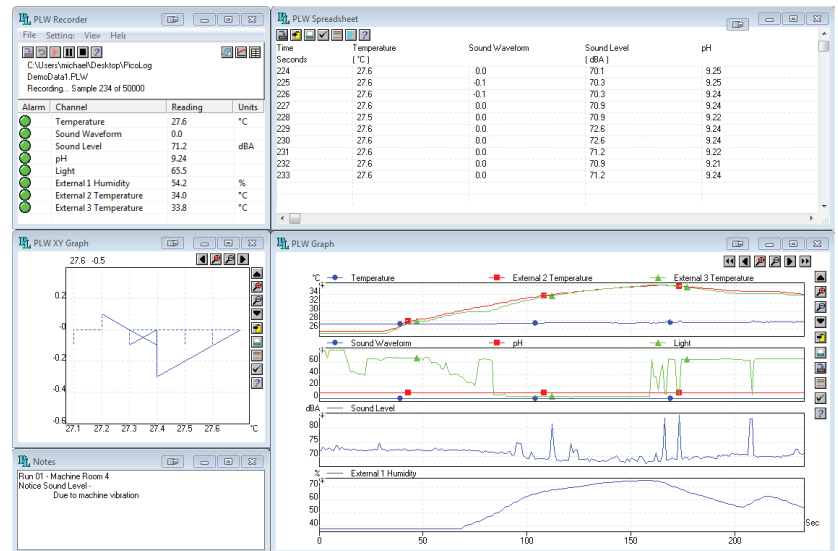 PLW Recorder
File Settings View Help
C:\Users\michael\Desktop\PicoLog
DemoData1.PLW
Recording... Sample 234 of 50000
Alarm Channel Reading Units
Temperature 27.6 °C
Sound Waveform 0.0
Sound Level 71.2 dBA
pH 9.24
Light 65.5
External 1 Humidity 54.2 %
External 2 Temperature 34.0 °C
External 3 Temperature 33.8 °C
PLW Spreadsheet
Time Temperature Sound Waveform Sound Level pH
Seconds (°C) (dBA)
224 27.6 0.0 70.1 9.25
225 27.6 -0.1 70.3 9.25
226 27.6 -0.1 70.3 9.24
227 27.6 0.0 70.9 9.24
228 27.5 0.0 70.9 9.22
229 27.6 0.0 72.6 9.24
230 27.6 0.0 72.6 9.24
231 27.6 0.0 71.2 9.22
232 27.6 0.0 70.9 9.21
233 27.6 0.0 71.2 9.24
PLW XY Graph
27.6 -0.5
0.2
-0
-0.2
-0.4
-0.6
27.1 27.2 27.3 27.4 27.5 27.6 °C
PLW Graph
°C Temperature External 2 Temperature External 3 Temperature
34
32
30
28
26
Sound Waveform pH Light
60
40
20
0
dBA Sound Level
80
75
70
% External 1 Humidity
70
60
50
40
0 50 100 150 200 Sec
Notes
Run 01 - Machine Room 4
Notice Sound Level -
Due to machine vibration